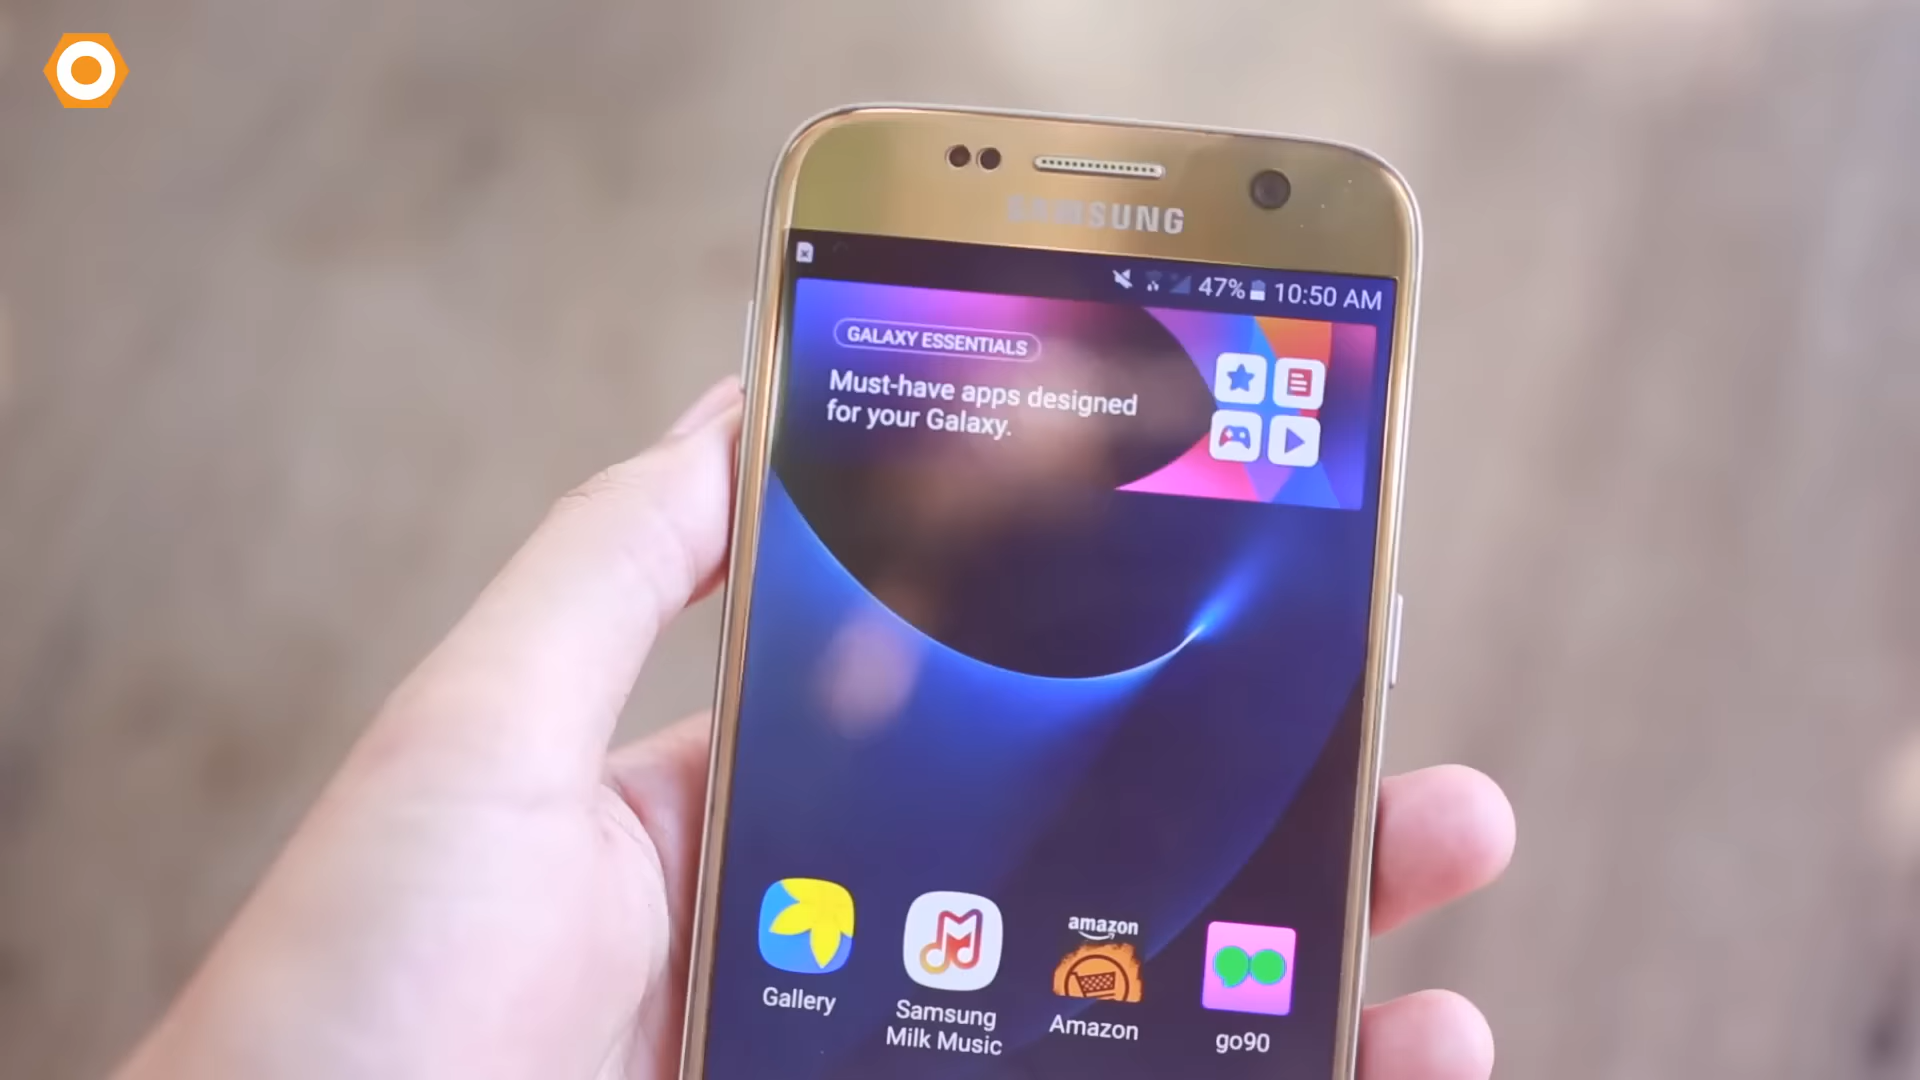 SAMSUNG
47% 10:50 AM
GALAXY ESSENTIALS
Must-have apps designed
for your Galaxy.
amazon
Gallery
Samsung
Milk Music
Amazon
go90